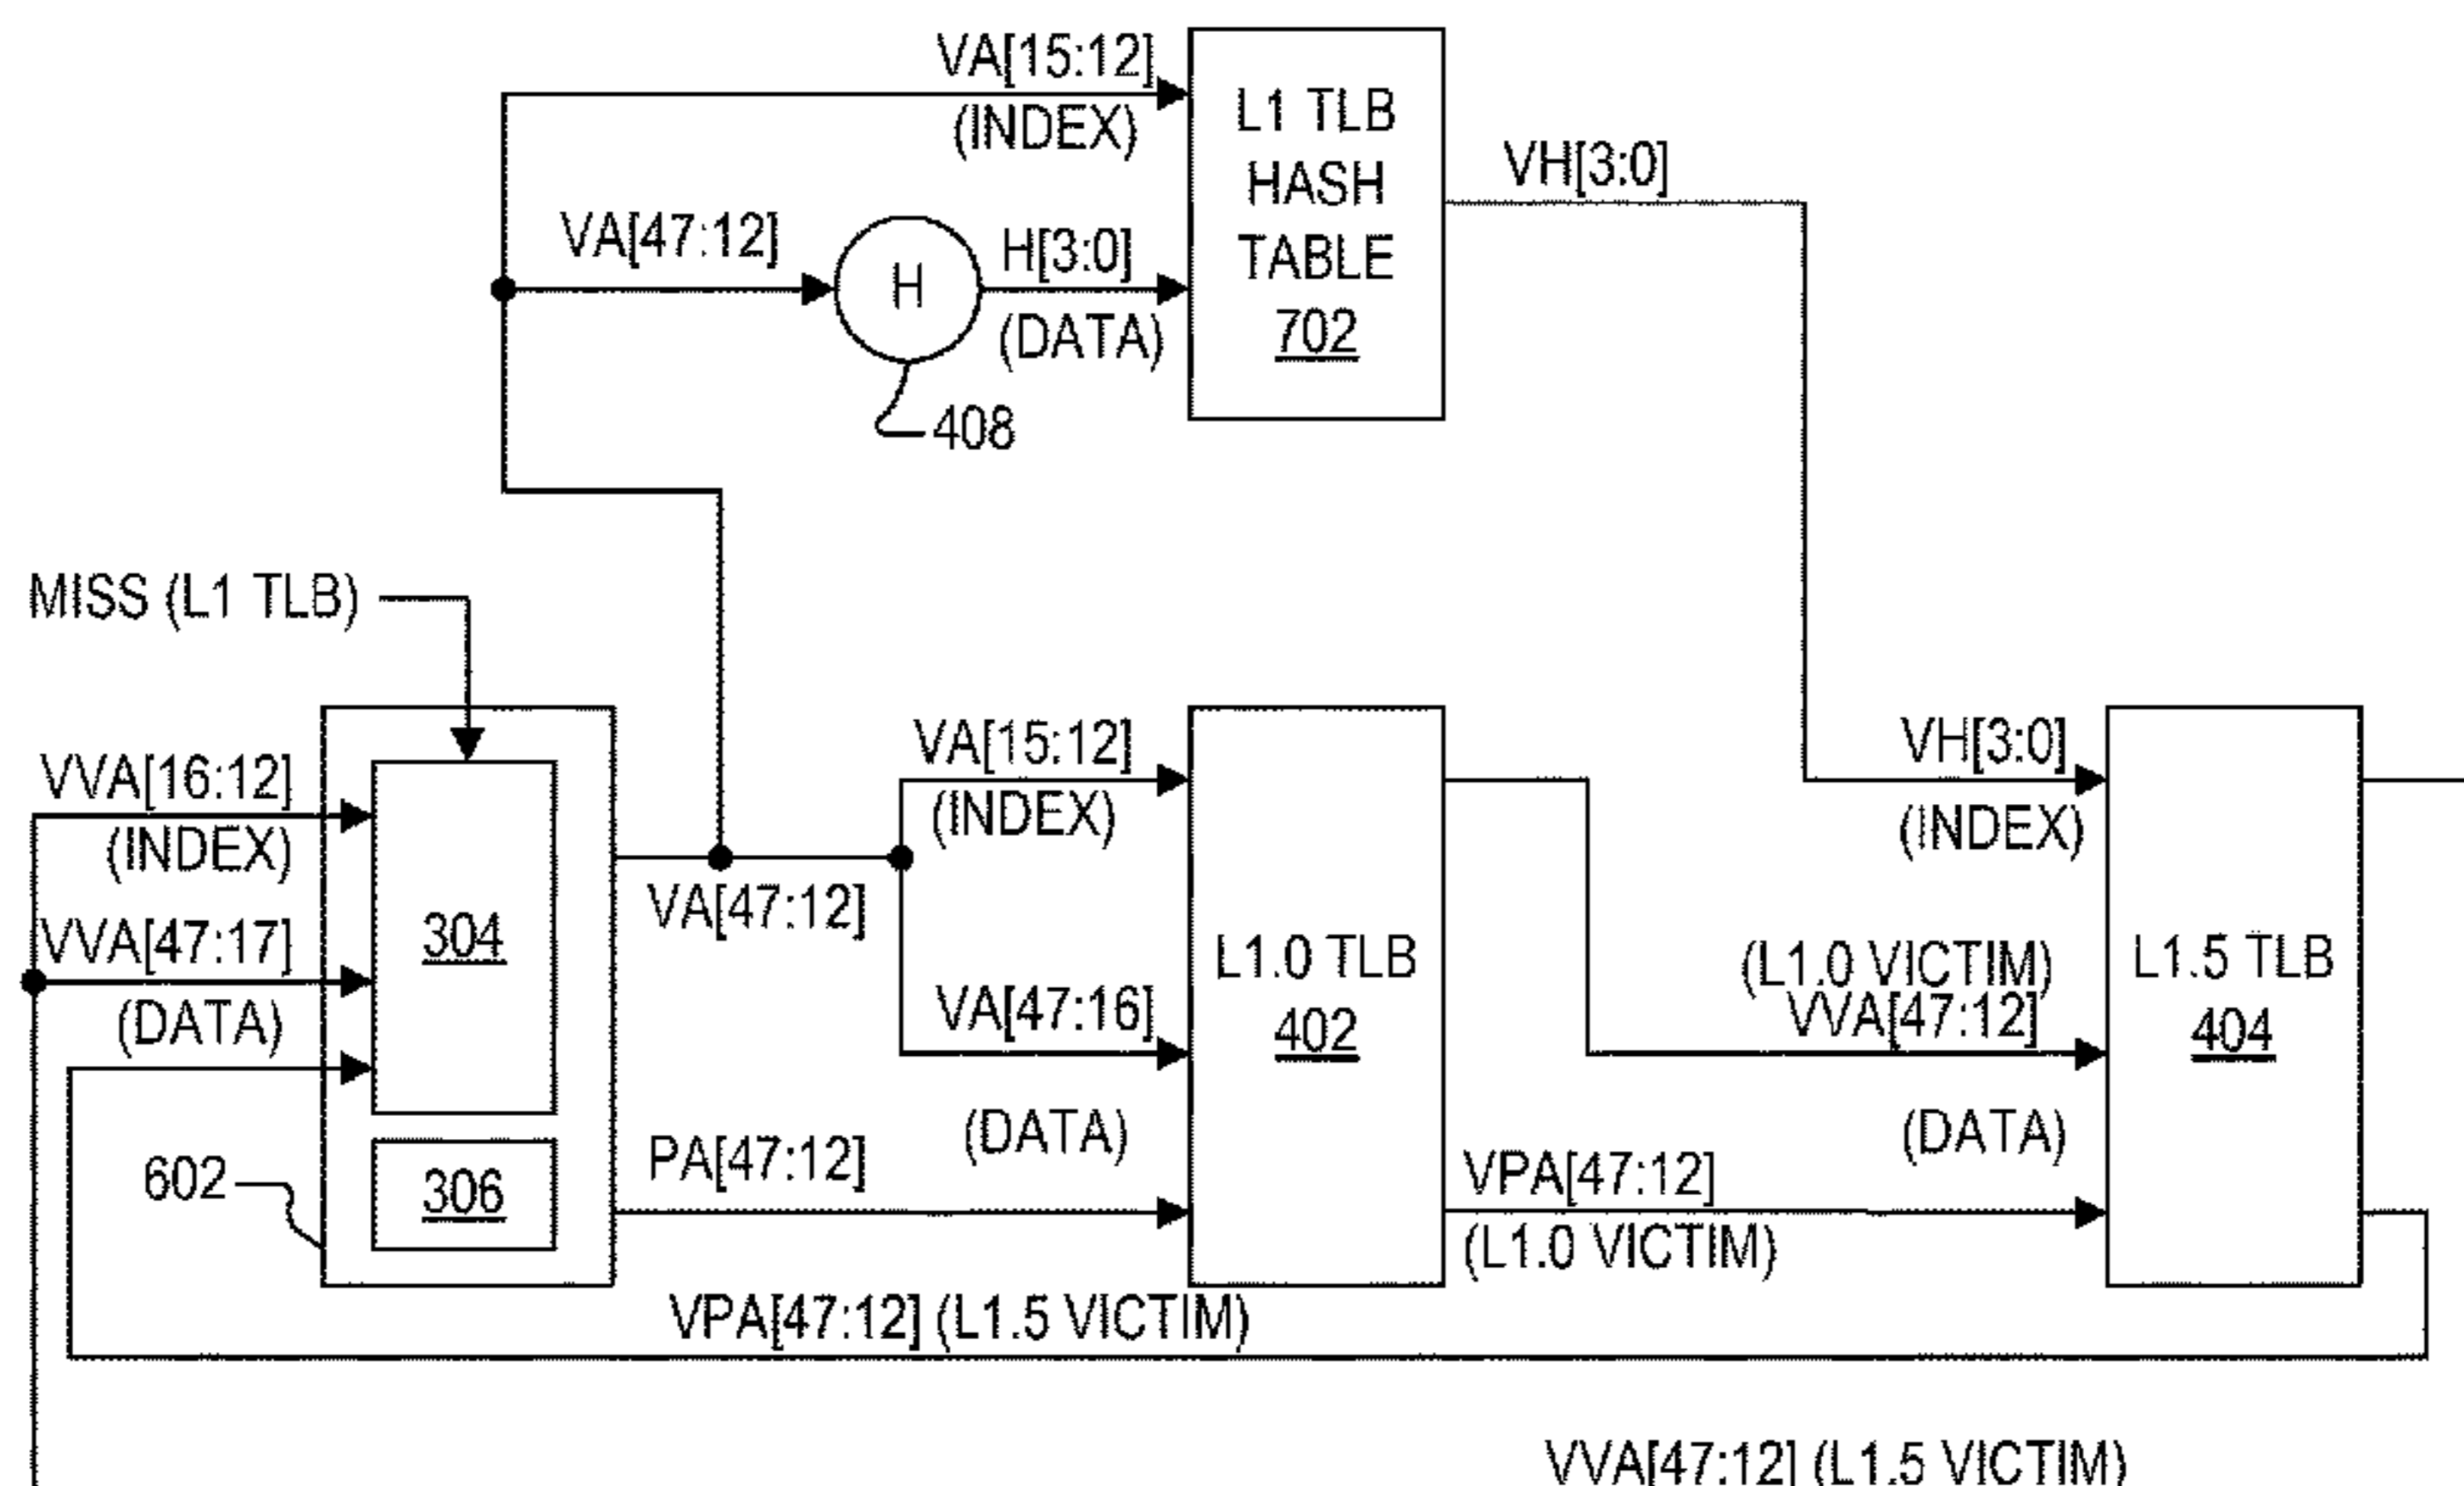 VA[15:12]
(INDEX)
L1 TLB
HASH
TABLE
702
VH[3:0]
VA[47:12]
H
H[3:0]
(DATA)
408
MISS (L1 TLB)
VVA[16:12]
(INDEX)
VVA[47:17]
(DATA)
304
306
602
VA[47:12]
VA[15:12]
(INDEX)
VA[47:16]
(DATA)
PA[47:12]
L1.0 TLB
402
VH[3:0]
(INDEX)
(L1.0 VICTIM)
VVA[47:12]
(DATA)
VPA[47:12]
(L1.0 VICTIM)
L1.5 TLB
404
VPA[47:12] (L1.5 VICTIM)
VVA[47:12] (L1.5 VICTIM)